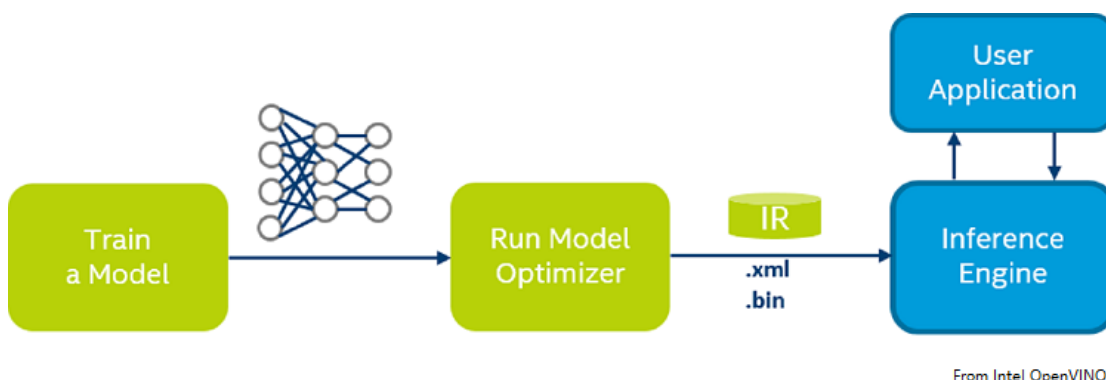 Train
a Model
Run Model
Optimizer
IR
.xml
.bin
User
Application
Inference
Engine
From Intel OpenVINO